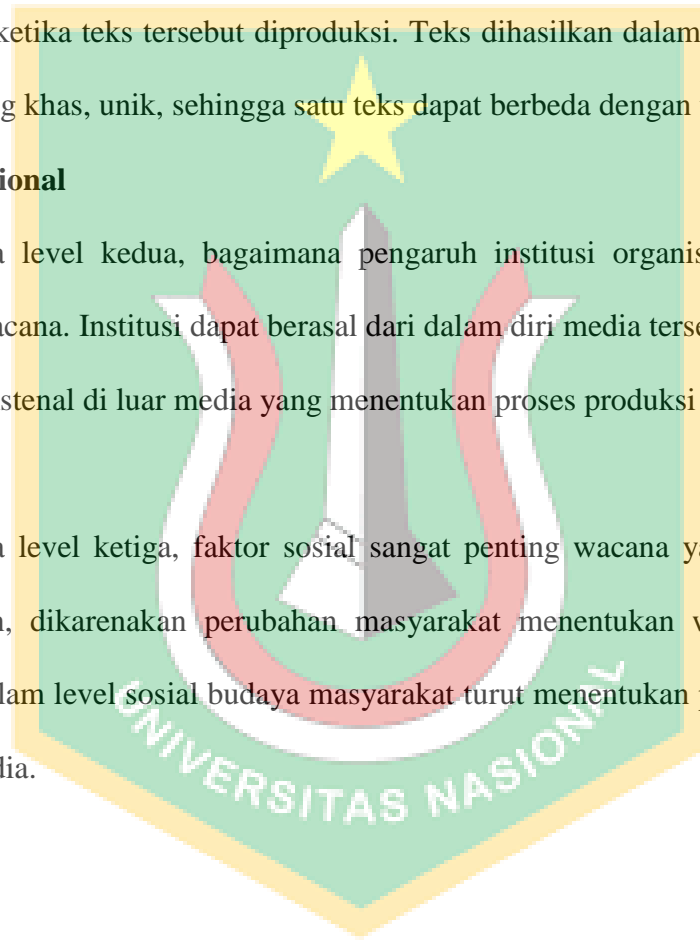 ketika teks tersebut diproduksi. Teks dihasilkan dalam
g khas, unik, sehingga satu teks dapat berbeda dengan
ional
a level kedua, bagaimana pengaruh institusi organis
acana. Institusi dapat berasal dari dalam diri media terse
stenal di luar media yang menentukan proses produksi
a level ketiga, faktor sosial sangat penting wacana ya
n, dikarenakan perubahan masyarakat menentukan w
lam level sosial budaya masyarakat turut menentukan p
dia.
UNIVERSITAS NASIONAL